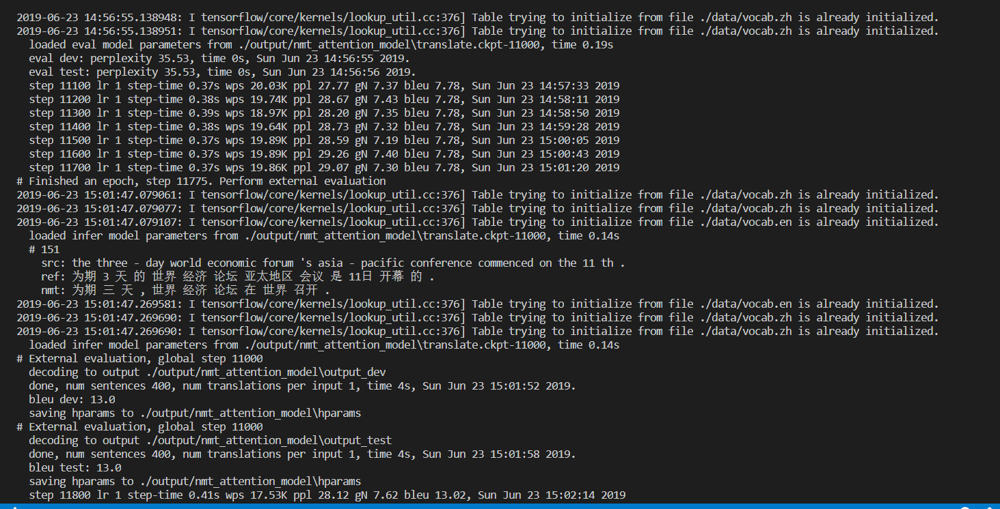 2019-06-23 14:56:55.138948: I tensorflow/core/kernels/lookup_util.cc:376] Table trying to initialize from file ./data/vocab.zh is already initialized.
2019-06-23 14:56:55.138951: I tensorflow/core/kernels/lookup_util.cc:376] Table trying to initialize from file ./data/vocab.zh is already initialized.
  loaded eval model parameters from ./output/nmt_attention_model\translate.ckpt-11000, time 0.19s
  eval dev: perplexity 35.53, time 0s, Sun Jun 23 14:56:55 2019.
  eval test: perplexity 35.53, time 0s, Sun Jun 23 14:56:56 2019.
  step 11100 lr 1 step-time 0.37s wps 20.03K ppl 27.77 gN 7.37 bleu 7.78, Sun Jun 23 14:57:33 2019
  step 11200 lr 1 step-time 0.38s wps 19.74K ppl 28.67 gN 7.43 bleu 7.78, Sun Jun 23 14:58:11 2019
  step 11300 lr 1 step-time 0.39s wps 18.97K ppl 28.20 gN 7.35 bleu 7.78, Sun Jun 23 14:58:50 2019
  step 11400 lr 1 step-time 0.38s wps 19.64K ppl 28.73 gN 7.32 bleu 7.78, Sun Jun 23 14:59:28 2019
  step 11500 lr 1 step-time 0.37s wps 19.89K ppl 28.59 gN 7.19 bleu 7.78, Sun Jun 23 15:00:05 2019
  step 11600 lr 1 step-time 0.37s wps 19.89K ppl 29.26 gN 7.40 bleu 7.78, Sun Jun 23 15:00:43 2019
  step 11700 lr 1 step-time 0.37s wps 19.86K ppl 29.07 gN 7.30 bleu 7.78, Sun Jun 23 15:01:20 2019
# Finished an epoch, step 11775. Perform external evaluation
2019-06-23 15:01:47.079061: I tensorflow/core/kernels/lookup_util.cc:376] Table trying to initialize from file ./data/vocab.zh is already initialized.
2019-06-23 15:01:47.079077: I tensorflow/core/kernels/lookup_util.cc:376] Table trying to initialize from file ./data/vocab.zh is already initialized.
2019-06-23 15:01:47.079107: I tensorflow/core/kernels/lookup_util.cc:376] Table trying to initialize from file ./data/vocab.en is already initialized.
  loaded infer model parameters from ./output/nmt_attention_model\translate.ckpt-11000, time 0.14s
  # 151
    src: the three - day world economic forum 's asia - pacific conference commenced on the 11 th .
    ref: 为期 3 天 的 世界 经济 论坛 亚太地区 会议 是 11日 开幕 的 .
    nmt: 为期 三 天 , 世界 经济 论坛 在 世界 召开 .
2019-06-23 15:01:47.269581: I tensorflow/core/kernels/lookup_util.cc:376] Table trying to initialize from file ./data/vocab.en is already initialized.
2019-06-23 15:01:47.269690: I tensorflow/core/kernels/lookup_util.cc:376] Table trying to initialize from file ./data/vocab.zh is already initialized.
2019-06-23 15:01:47.269690: I tensorflow/core/kernels/lookup_util.cc:376] Table trying to initialize from file ./data/vocab.zh is already initialized.
  loaded infer model parameters from ./output/nmt_attention_model\translate.ckpt-11000, time 0.14s
# External evaluation, global step 11000
  decoding to output ./output/nmt_attention_model\output_dev
  done, num sentences 400, num translations per input 1, time 4s, Sun Jun 23 15:01:52 2019.
  bleu dev: 13.0
  saving hparams to ./output/nmt_attention_model\hparams
# External evaluation, global step 11000
  decoding to output ./output/nmt_attention_model\output_test
  done, num sentences 400, num translations per input 1, time 4s, Sun Jun 23 15:01:58 2019.
  bleu test: 13.0
  saving hparams to ./output/nmt_attention_model\hparams
  step 11800 lr 1 step-time 0.41s wps 17.53K ppl 28.12 gN 7.62 bleu 13.02, Sun Jun 23 15:02:14 2019